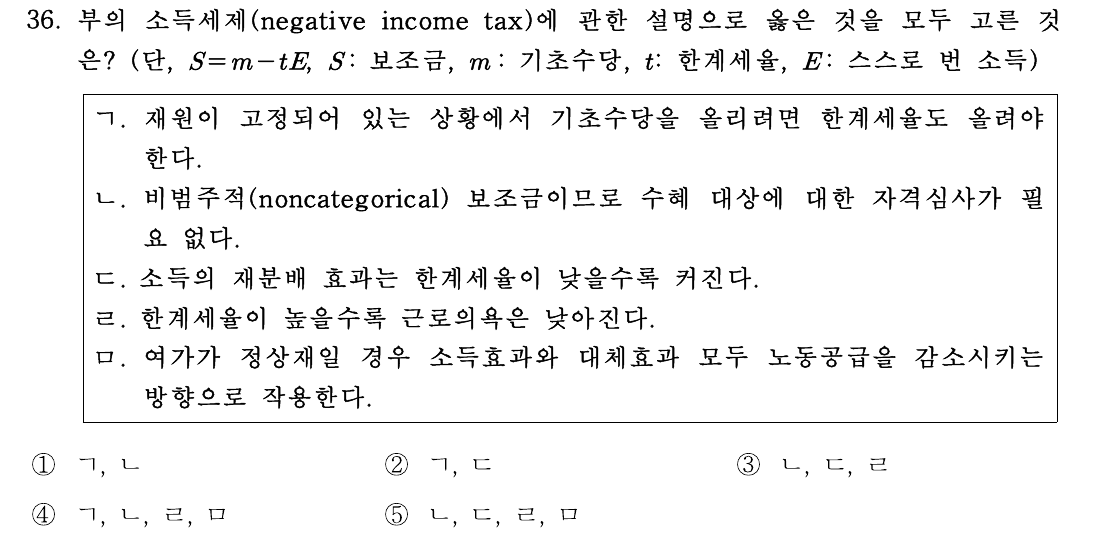 36. 부의 소득세제(negative income tax)에 관한 설명으로 옳은 것을 모두 고른 것
은? (단, S=m-tE, S: 보조금, m: 기초수당, t: 한계세율, E: 스스로 번 소득)
ㄱ. 재원이 고정되어 있는 상황에서 기초수당을 올리려면 한계세율도 올려야
한다.
ㄴ. 비범주적(noncategorical) 보조금이므로 수혜 대상에 대한 자격심사가 필
요 없다.
ㄷ. 소득의 재분배 효과는 한계세율이 낮을수록 커진다.
ㄹ. 한계세율이 높을수록 근로의욕은 낮아진다.
ㅁ. 여가가 정상재일 경우 소득효과와 대체효과 모두 노동공급을 감소시키는
방향으로 작용한다.
① ㄱ, ㄴ ② ㄱ, ㄷ ③ ㄴ, ㄷ, ㄹ
④ ㄱ, ㄴ, ㄹ, ㅁ ⑤ ㄴ, ㄷ, ㄹ, ㅁ